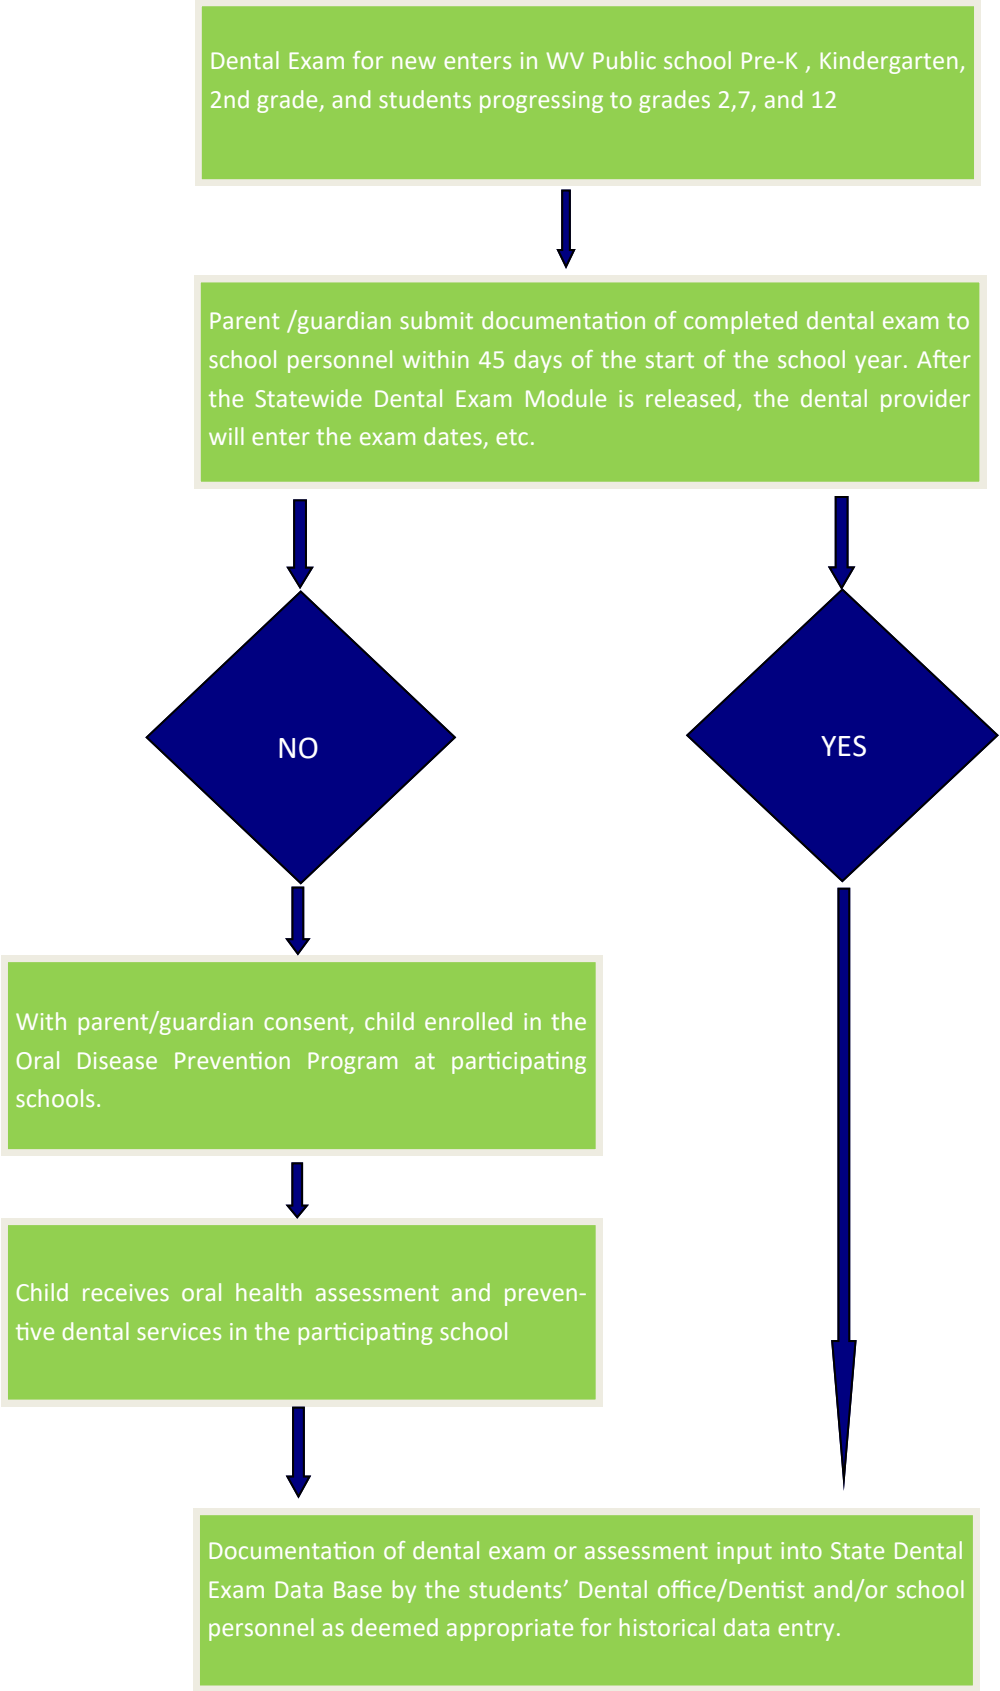 Dental Exam for new enters in WV Public school Pre-K , Kindergarten,
2nd grade, and students progressing to grades 2,7, and 12
Parent /guardian submit documentation of completed dental exam to
school personnel within 45 days of the start of the school year. After
the Statewide Dental Exam Module is released, the dental provider
will enter the exam dates, etc.
NO
YES
With parent/guardian consent, child enrolled in the
Oral Disease Prevention Program at participating
schools.
Child receives oral health assessment and preven-
tive dental services in the participating school
Documentation of dental exam or assessment input into State Dental
Exam Data Base by the students’ Dental office/Dentist and/or school
personnel as deemed appropriate for historical data entry.